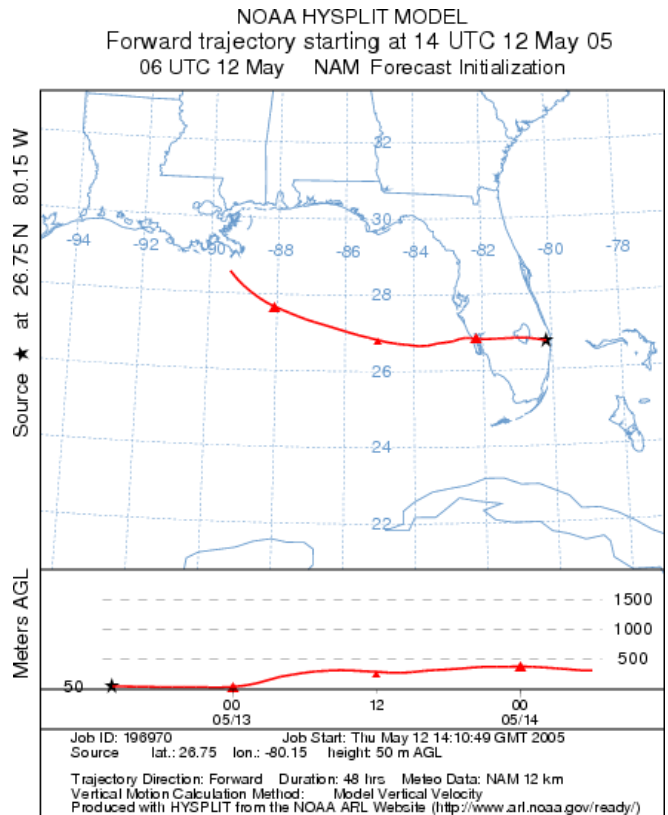 NOAA HYSPLIT MODEL
Forward trajectory starting at 14 UTC 12 May 05
06 UTC 12 May NAM Forecast Initialization
Source ★ at 26.75 N 80.15 W
32
30
-94 -92 -88 -86 -84 -82 -80 -78
28
26
24
22
Meters AGL
1500
1000
500
50
00 12 00
05/13 05/14
Job ID: 196970 Job Start: Thu May 12 14:10:49 GMT 2005
Source lat.: 26.75 lon.: -80.15 height: 50 m AGL
Trajectory Direction: Forward Duration: 48 hrs Meteo Data: NAM 12 km
Vertical Motion Calculation Method: Model Vertical Velocity
Produced with HYSPLIT from the NOAA ARL Website (http://www.arl.noaa.gov/ready/)